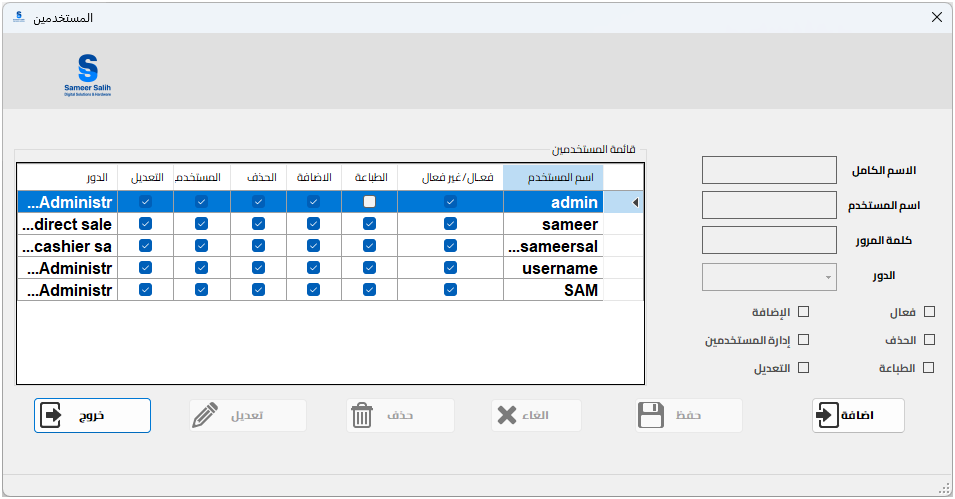 المستخدمين
Sameer Salih
Digital Solutions & Hardware
قائمة المستخدمين
اسم المستخدم فعال/غير فعال الطباعة الاضافة الحذف المستخدمي التعديل الدور
admin Administr...
sameer direct sale...
sameersal... cashier sa...
username Administr...
SAM Administr...
الاسم الكامل
اسم المستخدم
كلمة المرور
الدور
فعال الإضافة
الحذف إدارة المستخدمين
الطباعة التعديل
اضافة حفظ الغاء حذف تعديل خروج